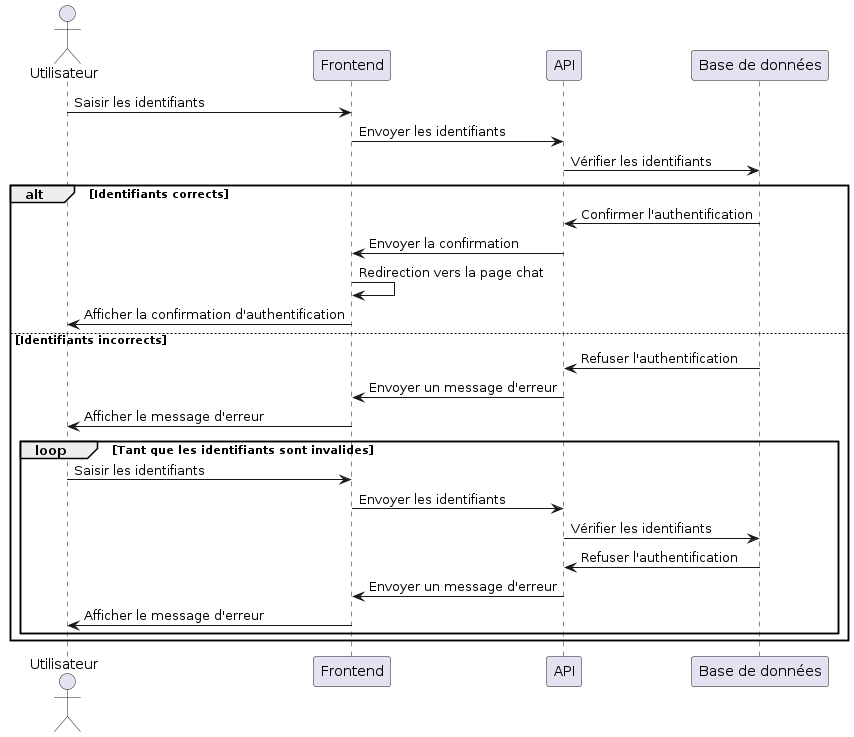 Utilisateur
Frontend
API
Base de données
Saisir les identifiants
Envoyer les identifiants
Vérifier les identifiants
alt
[Identifiants corrects]
Confirmer l'authentification
Envoyer la confirmation
Redirection vers la page chat
Afficher la confirmation d'authentification
[Identifiants incorrects]
Refuser l'authentification
Envoyer un message d'erreur
Afficher le message d'erreur
loop
[Tant que les identifiants sont invalides]
Saisir les identifiants
Envoyer les identifiants
Vérifier les identifiants
Refuser l'authentification
Envoyer un message d'erreur
Afficher le message d'erreur
Utilisateur
Frontend
API
Base de données